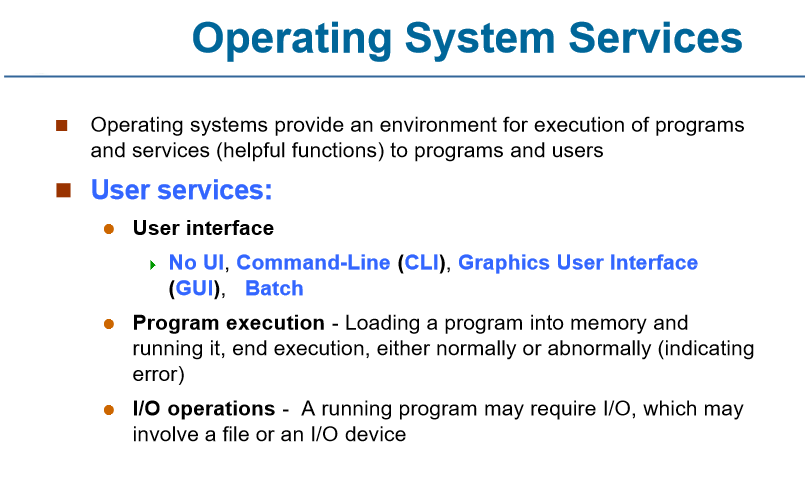 Operating System Services
Operating systems provide an environment for execution of programs
and services (helpful functions) to programs and users
User services:
User interface
No UI, Command-Line (CLI), Graphics User Interface
(GUI), Batch
Program execution - Loading a program into memory and
running it, end execution, either normally or abnormally (indicating
error)
I/O operations - A running program may require I/O, which may
involve a file or an I/O device